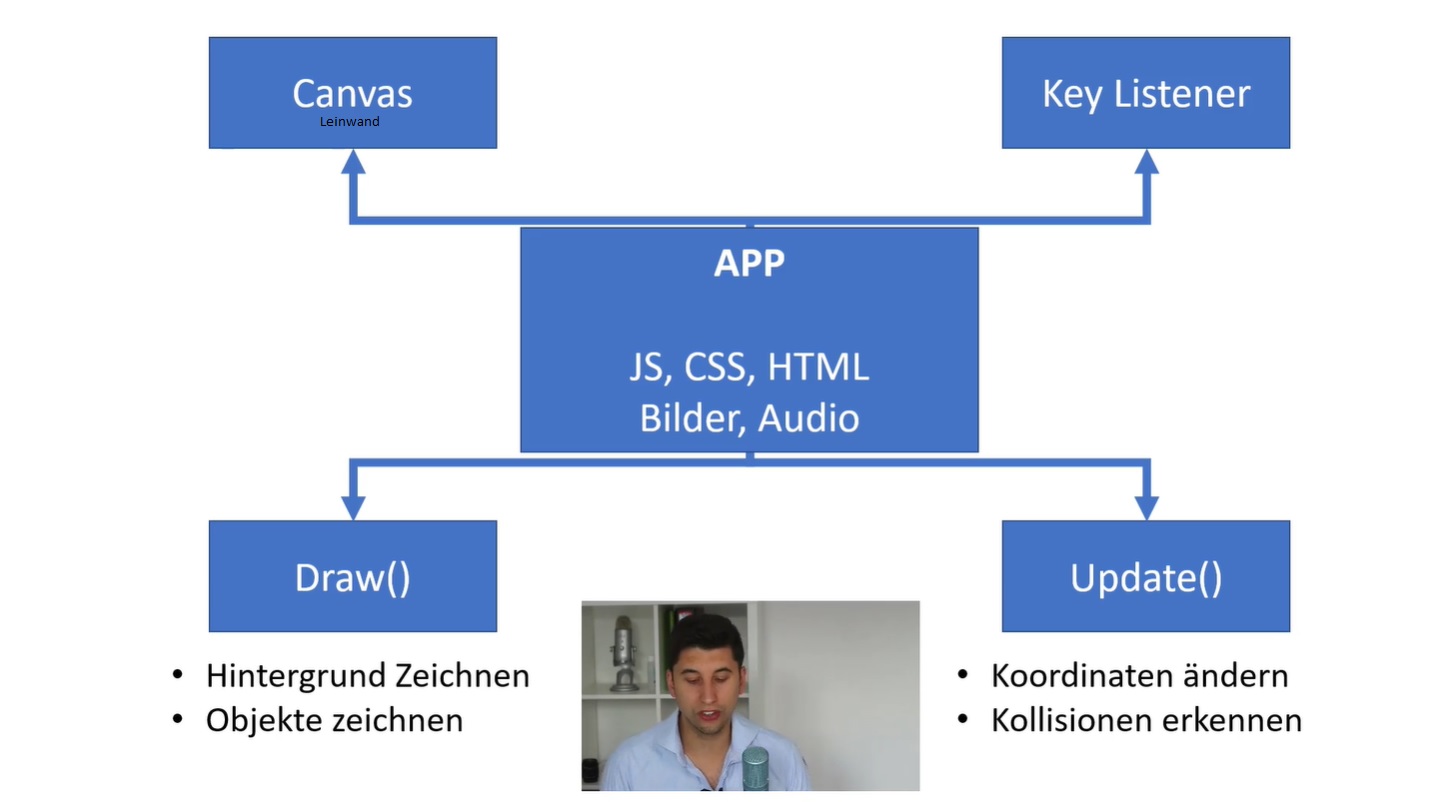 Canvas
Leinwand
Key Listener
APP
JS, CSS, HTML
Bilder, Audio
Draw()
Update()
• Hintergrund Zeichnen
• Objekte zeichnen
• Koordinaten ändern
• Kollisionen erkennen